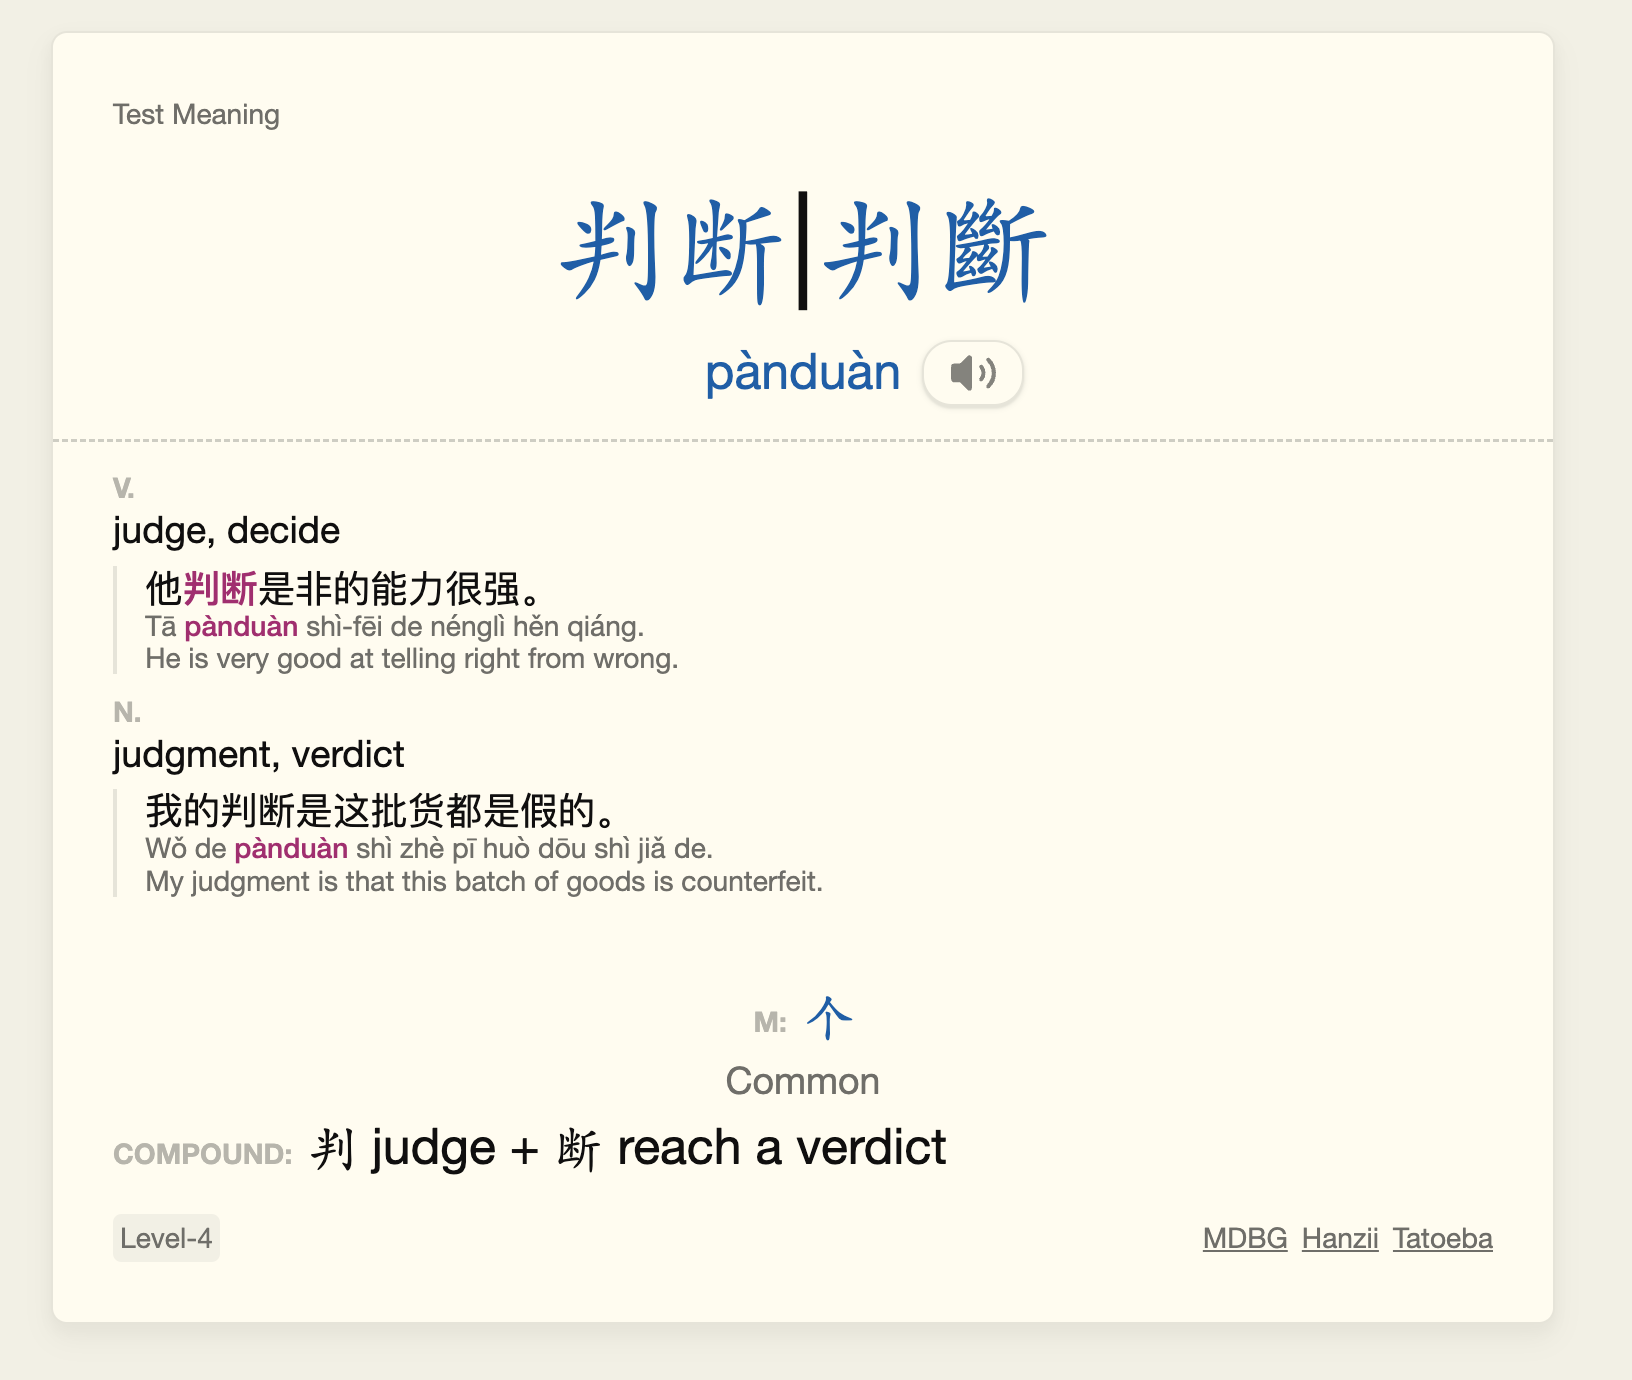 Test Meaning
判断|判斷
pànduàn
V.
judge, decide
他判断是非的能力很强。
Tā pànduàn shì-fēi de nénglì hěn qiáng.
He is very good at telling right from wrong.
N.
judgment, verdict
我的判断是这批货都是假的。
Wǒ de pànduàn shì zhè pī huò dōu shì jiǎ de.
My judgment is that this batch of goods is counterfeit.
M: 个
Common
COMPOUND: 判 judge + 断 reach a verdict
Level-4 MDBG Hanzii Tatoeba